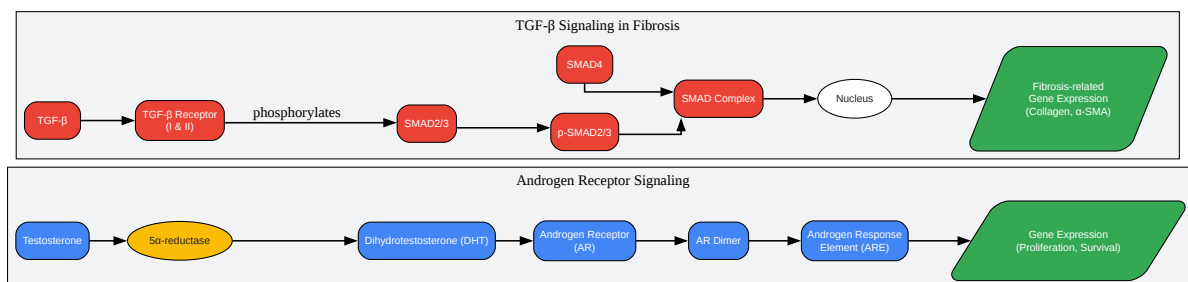 TGF-β Signaling in Fibrosis
TGF-β
TGF-β Receptor
(I & II)
phosphorylates
SMAD2/3
SMAD4
p-SMAD2/3
SMAD Complex
Nucleus
Fibrosis-related
Gene Expression
(Collagen, α-SMA)
Androgen Receptor Signaling
Testosterone
5α-reductase
Dihydrotestosterone (DHT)
Androgen Receptor
(AR)
AR Dimer
Androgen Response
Element (ARE)
Gene Expression
(Proliferation, Survival)